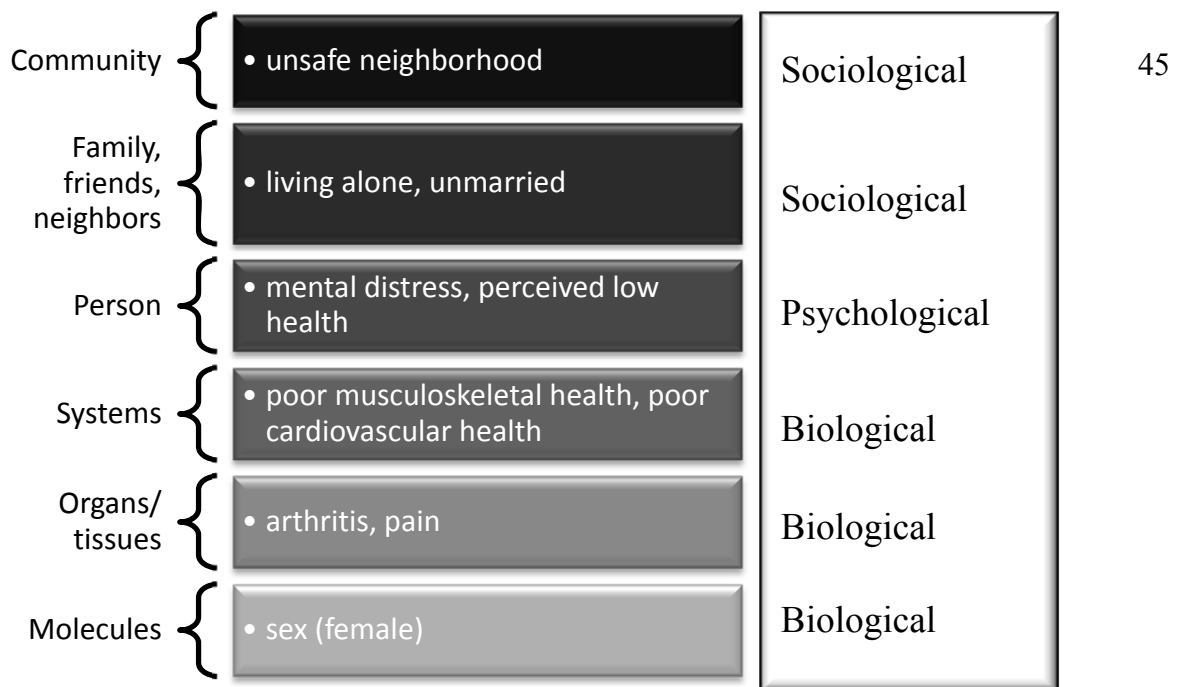 45
Community
• unsafe neighborhood
Sociological
Family,
friends,
neighbors
• living alone, unmarried
Sociological
Person
• mental distress, perceived low
health
Psychological
Systems
• poor musculoskeletal health, poor
cardiovascular health
Biological
Organs/
tissues
• arthritis, pain
Biological
Molecules
• sex (female)
Biological